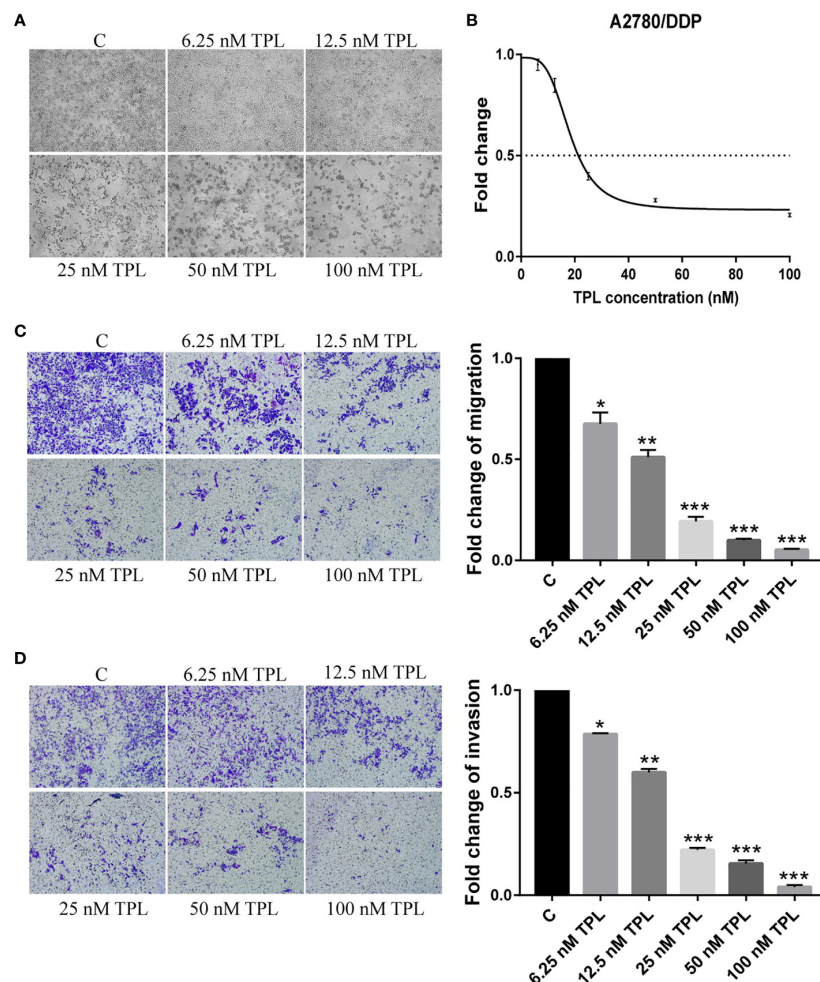 A
C 6.25 nM TPL 12.5 nM TPL
25 nM TPL 50 nM TPL 100 nM TPL
B
A2780/DDP
Fold change
1.0
0.5
0.0
0 20 40 60 80 100
TPL concentration (nM)
C
C 6.25 nM TPL 12.5 nM TPL
25 nM TPL 50 nM TPL 100 nM TPL
Fold change of migration
1.0
0.5
0.0
* ** *** *** ***
C 6.25 nM TPL 12.5 nM TPL 25 nM TPL 50 nM TPL 100 nM TPL
D
C 6.25 nM TPL 12.5 nM TPL
25 nM TPL 50 nM TPL 100 nM TPL
Fold change of invasion
1.0
0.5
0.0
* ** *** *** ***
C 6.25 nM TPL 12.5 nM TPL 25 nM TPL 50 nM TPL 100 nM TPL